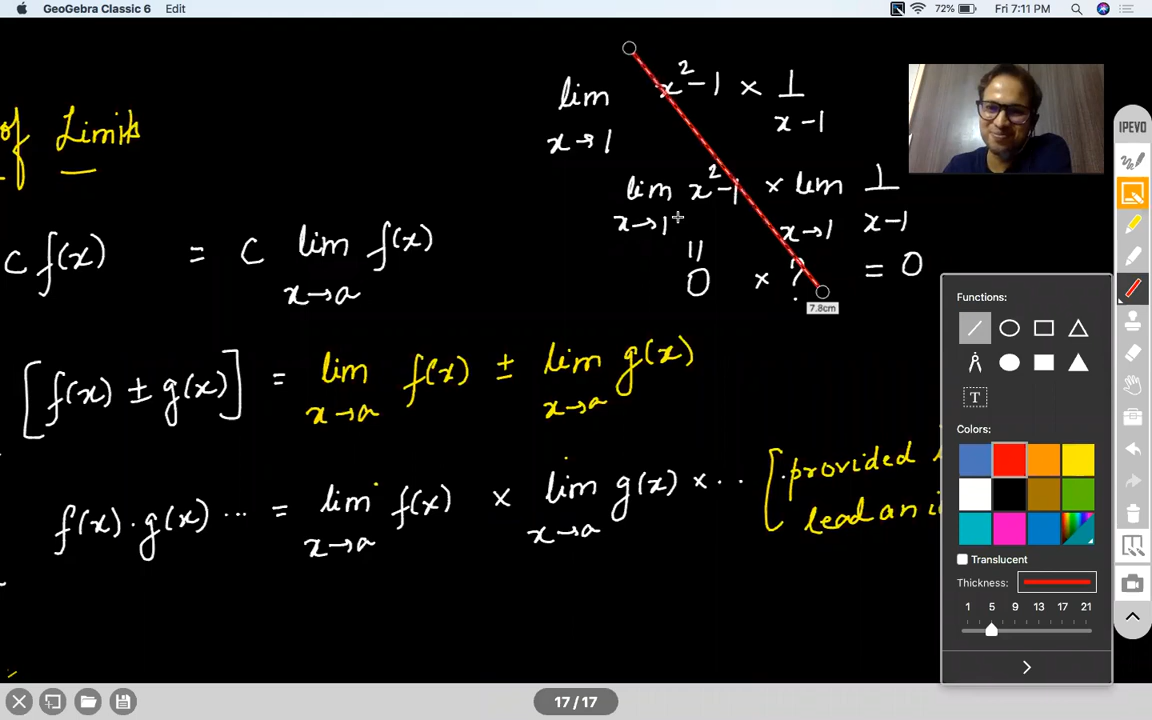 GeoGebra Classic 6 Edit 72% Fri 7:11 PM
of Limits
lim x→1 x²-1 × 1/x-1
lim x→1 x²-1 × lim x→1 1/x-1
||
0 × ? = 0
7.8cm
c f(x) = c lim x→a f(x)
[f(x) ± g(x)] = lim x→a f(x) ± lim x→a g(x)
f(x)·g(x) ... = lim x→a f(x) × lim x→a g(x) × ..
[provided
lead an
IPEVO
Functions:
T
Colors:
Translucent
Thickness:
1 5 9 13 17 21
17/17